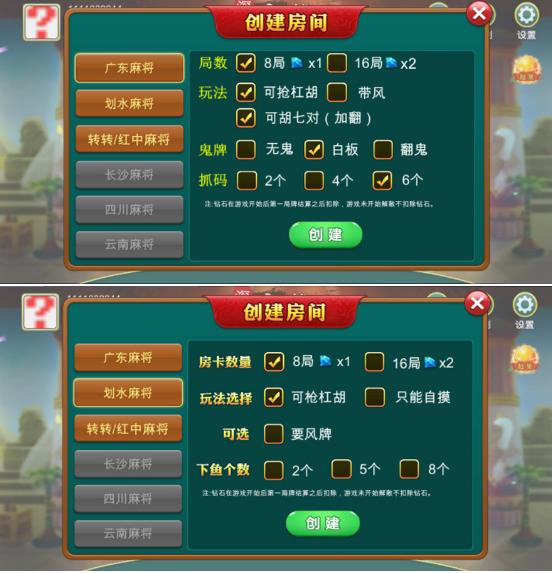 创建房间
设置
广东麻将
划水麻将
转转/红中麻将
长沙麻将
四川麻将
云南麻将
局数 8局 x1 16局 x2
玩法 可抢杠胡 带风
可胡七对（加翻）
鬼牌 无鬼 白板 翻鬼
抓码 2个 4个 6个
注:钻石在游戏开始后第一局牌结算之后扣除，游戏未开始解散不扣除钻石。
创建
创建房间
设置
广东麻将
划水麻将
转转/红中麻将
长沙麻将
四川麻将
云南麻将
房卡数量 8局 x1 16局 x2
玩法选择 可枪杠胡 只能自摸
可选 要风牌
下鱼个数 2个 5个 8个
注:钻石在游戏开始后第一局牌结算之后扣除，游戏未开始解散不扣除钻石。
创建